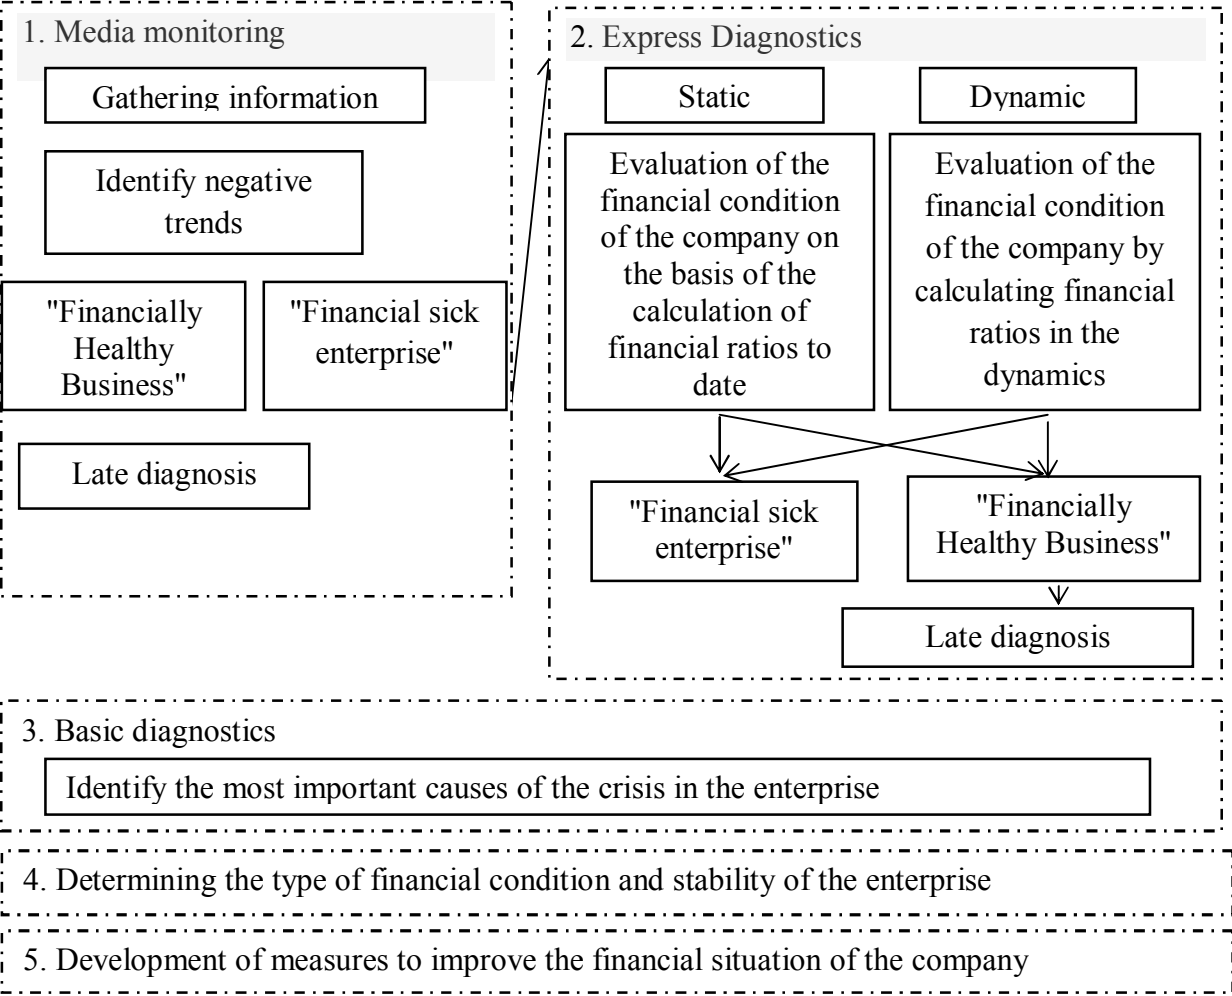 1. Media monitoring
Gathering information
Identify negative
trends
"Financially
Healthy
Business"
"Financial sick
enterprise"
Late diagnosis
2. Express Diagnostics
Static
Dynamic
Evaluation of the
financial condition
of the company on
the basis of the
calculation of
financial ratios to
date
Evaluation of the
financial condition
of the company by
calculating financial
ratios in the
dynamics
"Financial sick
enterprise"
"Financially
Healthy Business"
Late diagnosis
3. Basic diagnostics
Identify the most important causes of the crisis in the enterprise
4. Determining the type of financial condition and stability of the enterprise
5. Development of measures to improve the financial situation of the company